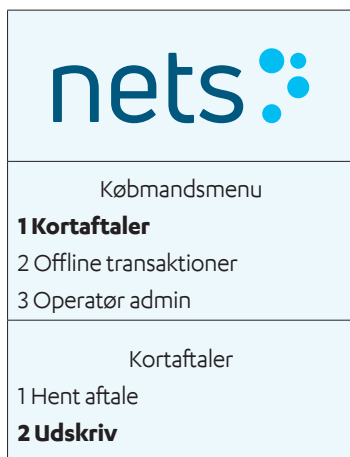 nets
Købmandsmenu
1 Kortaftaler
2 Offline transaktioner
3 Operatør admin
Kortaftaler
1 Hent aftale
2 Udskriv